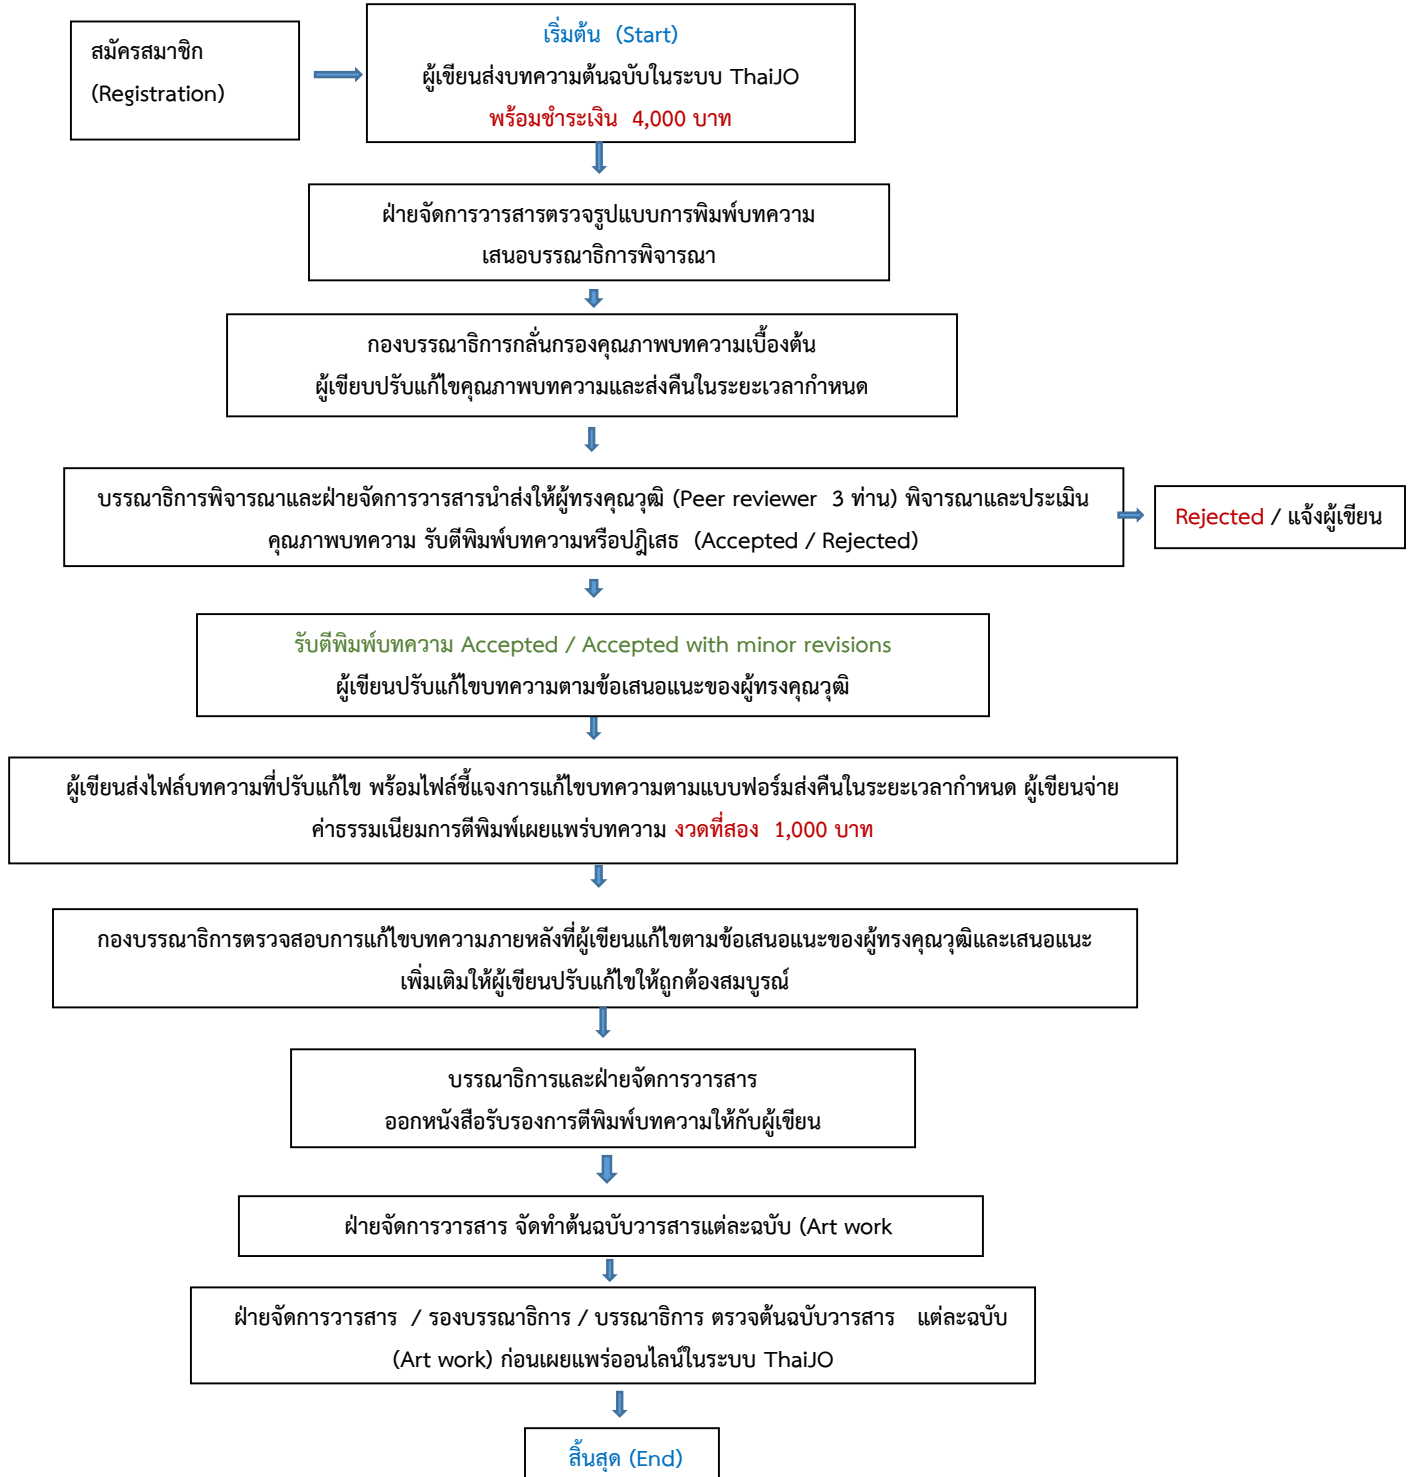 สมัครสมาชิก
(Registration)
เริ่มต้น (Start)
ผู้เขียนส่งบทความต้นฉบับในระบบ ThaiJO
พร้อมชำระเงิน 4,000 บาท
ฝ่ายจัดการวารสารตรวจรูปแบบการพิมพ์บทความ
เสนอบรรณาธิการพิจารณา
กองบรรณาธิการกลั่นกรองคุณภาพบทความเบื้องต้น
ผู้เขียบปรับแก้ไขคุณภาพบทความและส่งคืนในระยะเวลากำหนด
บรรณาธิการพิจารณาและฝ่ายจัดการวารสารนำส่งให้ผู้ทรงคุณวุฒิ (Peer reviewer 3 ท่าน) พิจารณาและประเมิน
คุณภาพบทความ รับตีพิมพ์บทความหรือปฎิเสธ (Accepted / Rejected)
Rejected / แจ้งผู้เขียน
รับตีพิมพ์บทความ Accepted / Accepted with minor revisions
ผู้เขียนปรับแก้ไขบทความตามข้อเสนอแนะของผู้ทรงคุณวุฒิ
ผู้เขียนส่งไฟล์บทความที่ปรับแก้ไข พร้อมไฟล์ชี้แจงการแก้ไขบทความตามแบบฟอร์มส่งคืนในระยะเวลากำหนด ผู้เขียนจ่าย
ค่าธรรมเนียมการตีพิมพ์เผยแพร่บทความ งวดที่สอง 1,000 บาท
กองบรรณาธิการตรวจสอบการแก้ไขบทความภายหลังที่ผู้เขียนแก้ไขตามข้อเสนอแนะของผู้ทรงคุณวุฒิและเสนอแนะ
เพิ่มเติมให้ผู้เขียนปรับแก้ไขให้ถูกต้องสมบูรณ์
บรรณาธิการและฝ่ายจัดการวารสาร
ออกหนังสือรับรองการตีพิมพ์บทความให้กับผู้เขียน
ฝ่ายจัดการวารสาร จัดทำต้นฉบับวารสารแต่ละฉบับ (Art work
ฝ่ายจัดการวารสาร / รองบรรณาธิการ / บรรณาธิการ ตรวจต้นฉบับวารสาร แต่ละฉบับ
(Art work) ก่อนเผยแพร่ออนไลน์ในระบบ ThaiJO
สิ้นสุด (End)